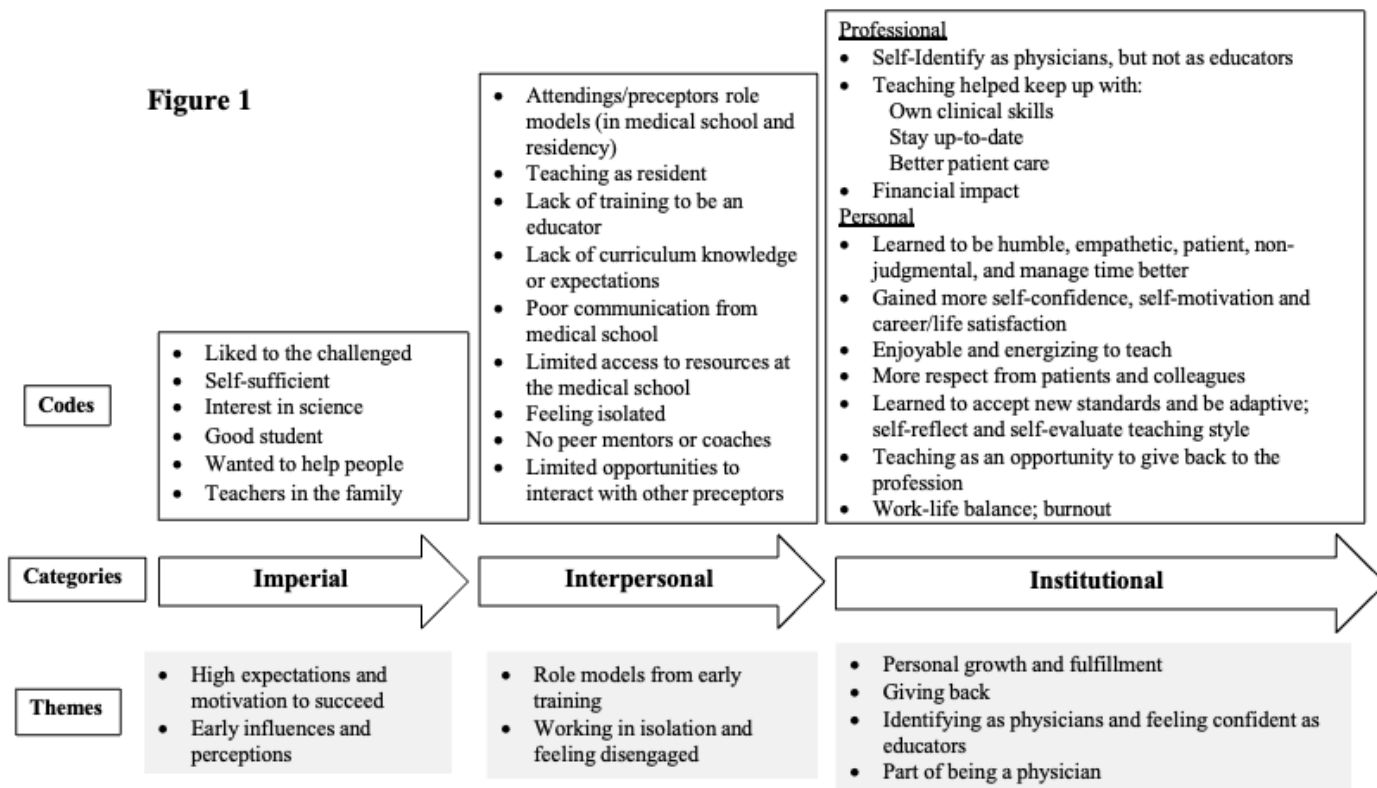 Figure 1
Codes
• Liked to the challenged
• Self-sufficient
• Interest in science
• Good student
• Wanted to help people
• Teachers in the family
• Attendings/preceptors role
models (in medical school and
residency)
• Teaching as resident
• Lack of training to be an
educator
• Lack of curriculum knowledge
or expectations
• Poor communication from
medical school
• Limited access to resources at
the medical school
• Feeling isolated
• No peer mentors or coaches
• Limited opportunities to
interact with other preceptors
Professional
• Self-Identify as physicians, but not as educators
• Teaching helped keep up with:
Own clinical skills
Stay up-to-date
Better patient care
• Financial impact
Personal
• Learned to be humble, empathetic, patient, non-
judgmental, and manage time better
• Gained more self-confidence, self-motivation and
career/life satisfaction
• Enjoyable and energizing to teach
• More respect from patients and colleagues
• Learned to accept new standards and be adaptive;
self-reflect and self-evaluate teaching style
• Teaching as an opportunity to give back to the
profession
• Work-life balance; burnout
Categories
Imperial
Interpersonal
Institutional
Themes
• High expectations and
motivation to succeed
• Early influences and
perceptions
• Role models from early
training
• Working in isolation and
feeling disengaged
• Personal growth and fulfillment
• Giving back
• Identifying as physicians and feeling confident as
educators
• Part of being a physician